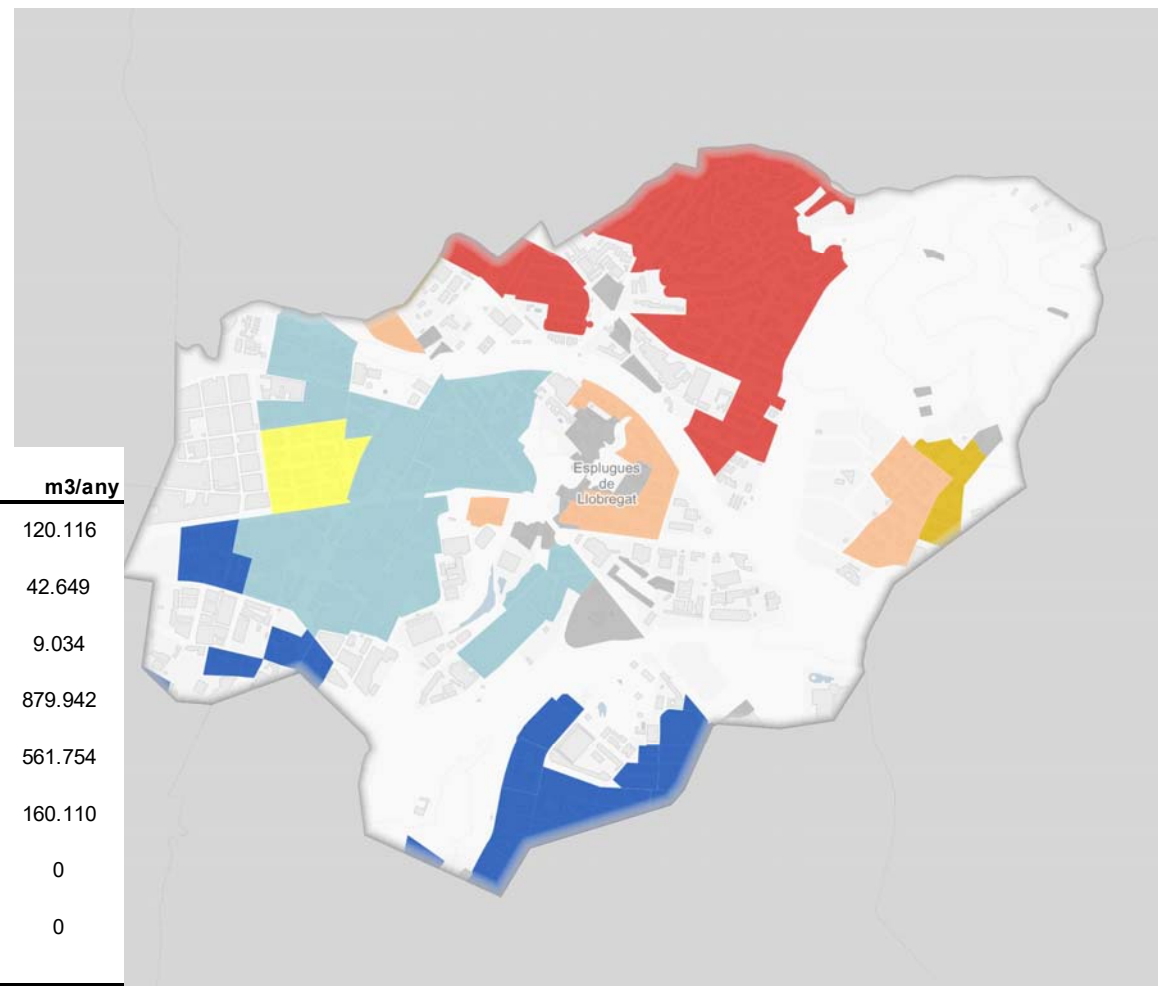 Esplugues
de
Llobregat
m3/any
120.116
42.649
9.034
879.942
561.754
160.110
0
0